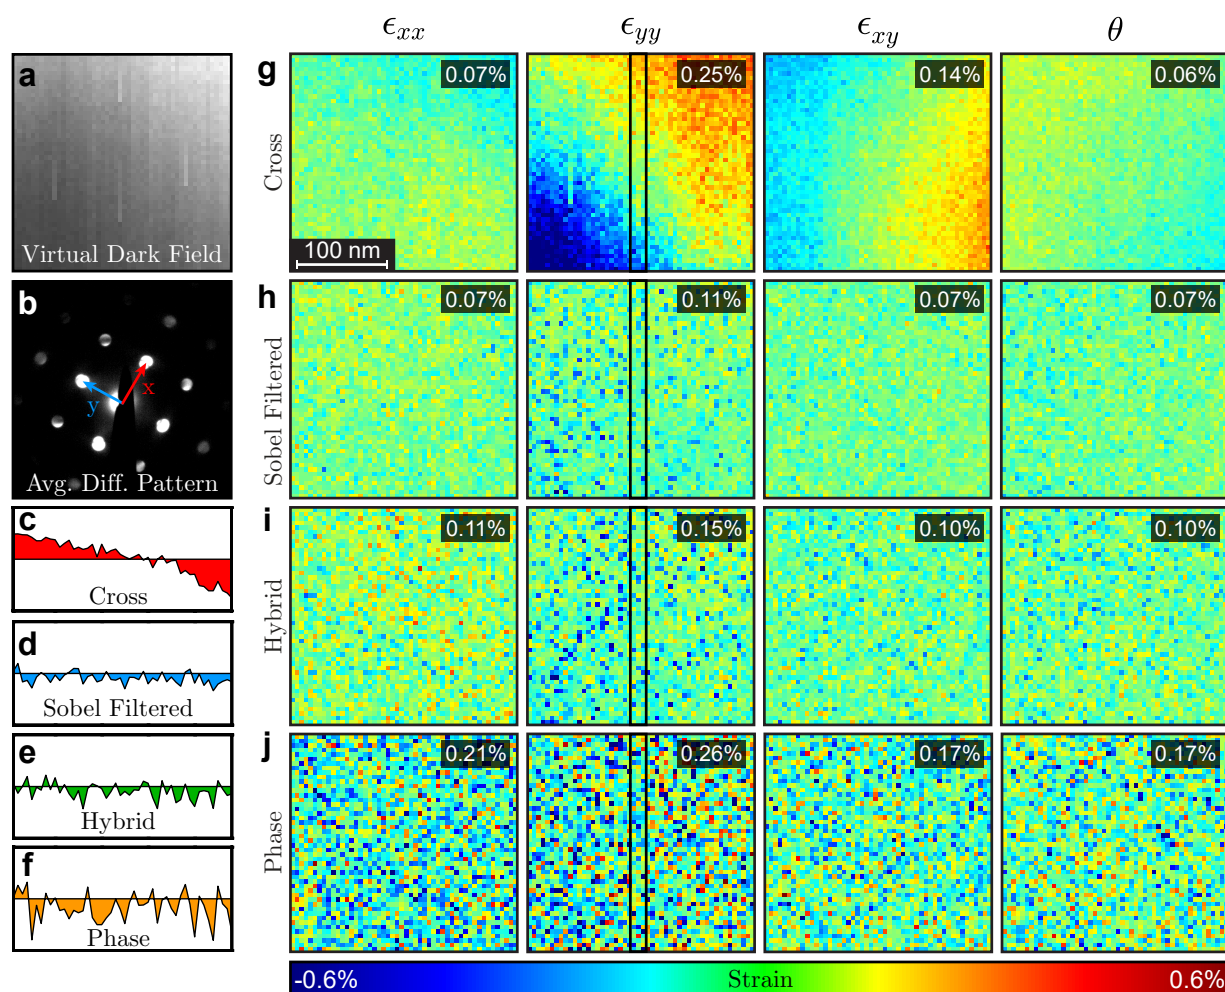 ϵxx
ϵyy
ϵxy
θ
a
Virtual Dark Field
b
x
y
Avg. Diff. Pattern
c
Cross
d
Sobel Filtered
e
Hybrid
f
Phase
g
Cross
0.07%
0.25%
0.14%
0.06%
100 nm
h
Sobel Filtered
0.07%
0.11%
0.07%
0.07%
i
Hybrid
0.11%
0.15%
0.10%
0.10%
j
Phase
0.21%
0.26%
0.17%
0.17%
-0.6%
Strain
0.6%